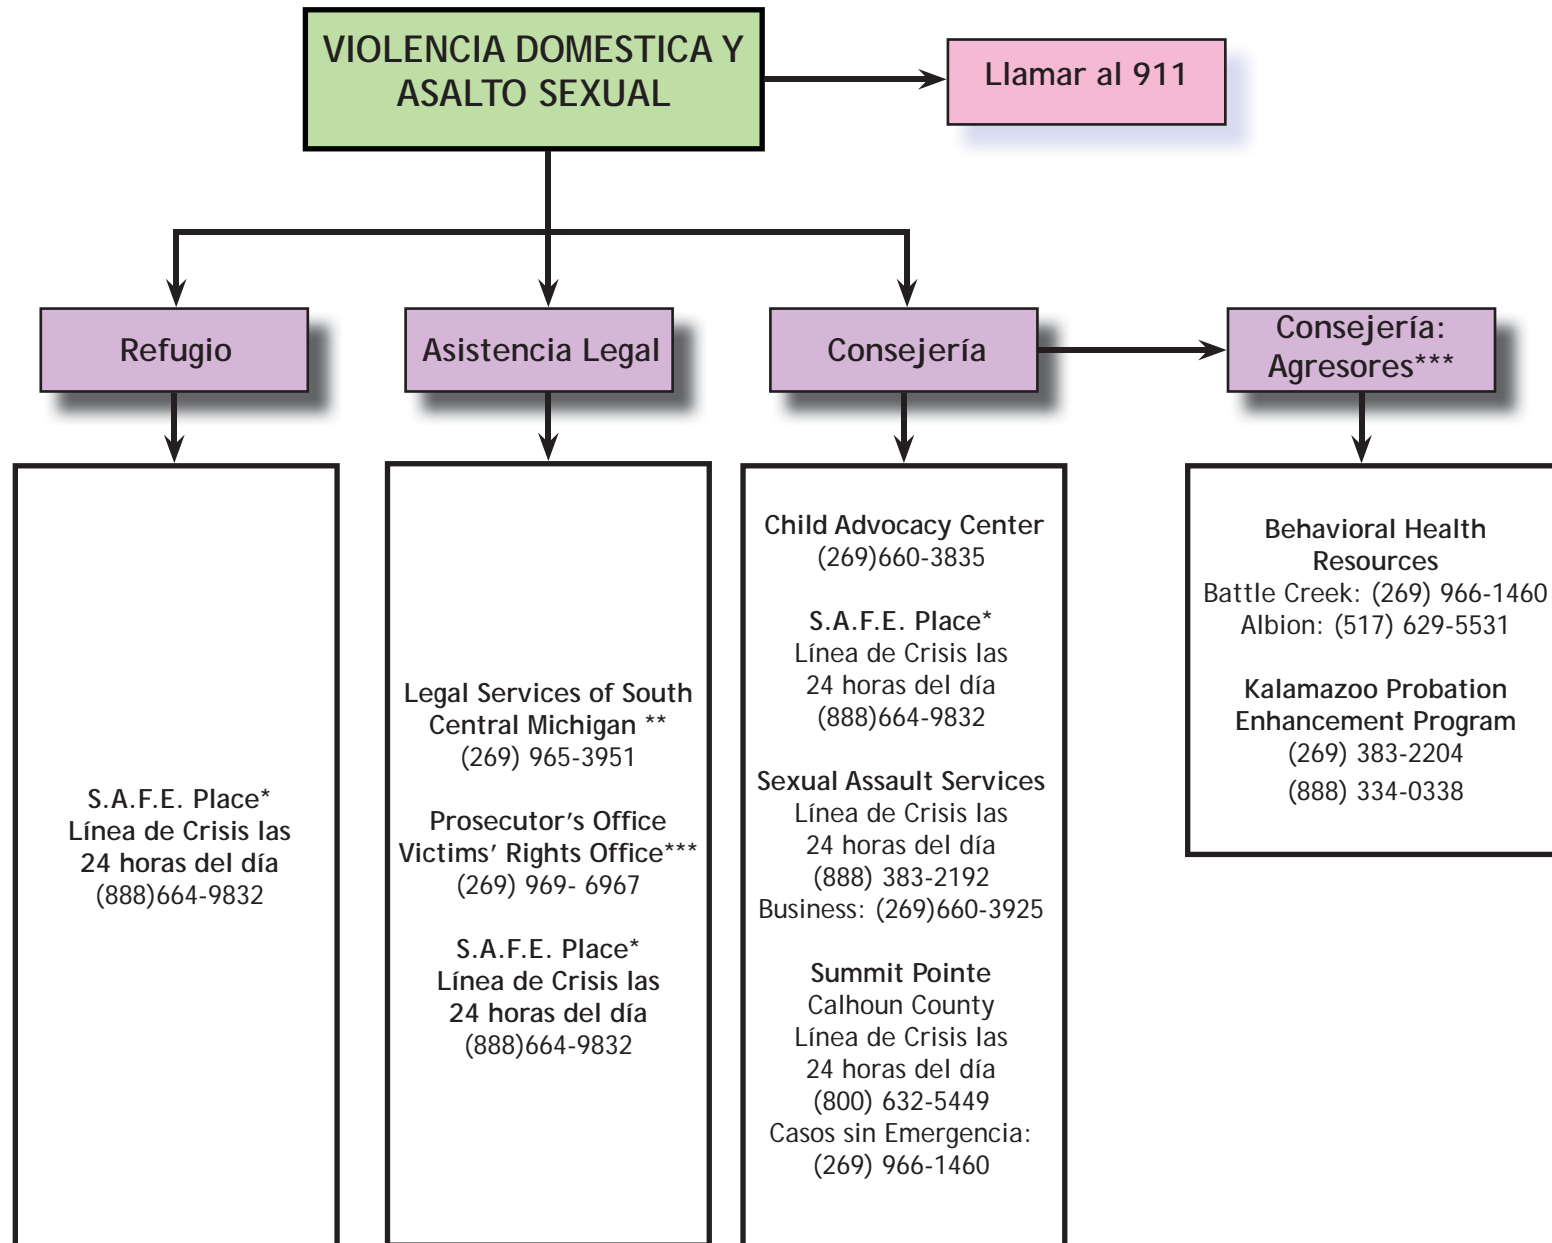 VIOLENCIA DOMESTICA Y
ASALTO SEXUAL
Llamar al 911
Refugio
Asistencia Legal
Consejería
Consejería:
Agresores***
S.A.F.E. Place*
Línea de Crisis las
24 horas del día
(888)664-9832
Legal Services of South
Central Michigan **
(269) 965-3951
Prosecutor's Office
Victims' Rights Office***
(269) 969- 6967
S.A.F.E. Place*
Línea de Crisis las
24 horas del día
(888)664-9832
Child Advocacy Center
(269)660-3835
S.A.F.E. Place*
Línea de Crisis las
24 horas del día
(888)664-9832
Sexual Assault Services
Línea de Crisis las
24 horas del día
(888) 383-2192
Business: (269)660-3925
Summit Pointe
Calhoun County
Línea de Crisis las
24 horas del día
(800) 632-5449
Casos sin Emergencia:
(269) 966-1460
Behavioral Health
Resources
Battle Creek: (269) 966-1460
Albion: (517) 629-5531
Kalamazoo Probation
Enhancement Program
(269) 383-2204
(888) 334-0338